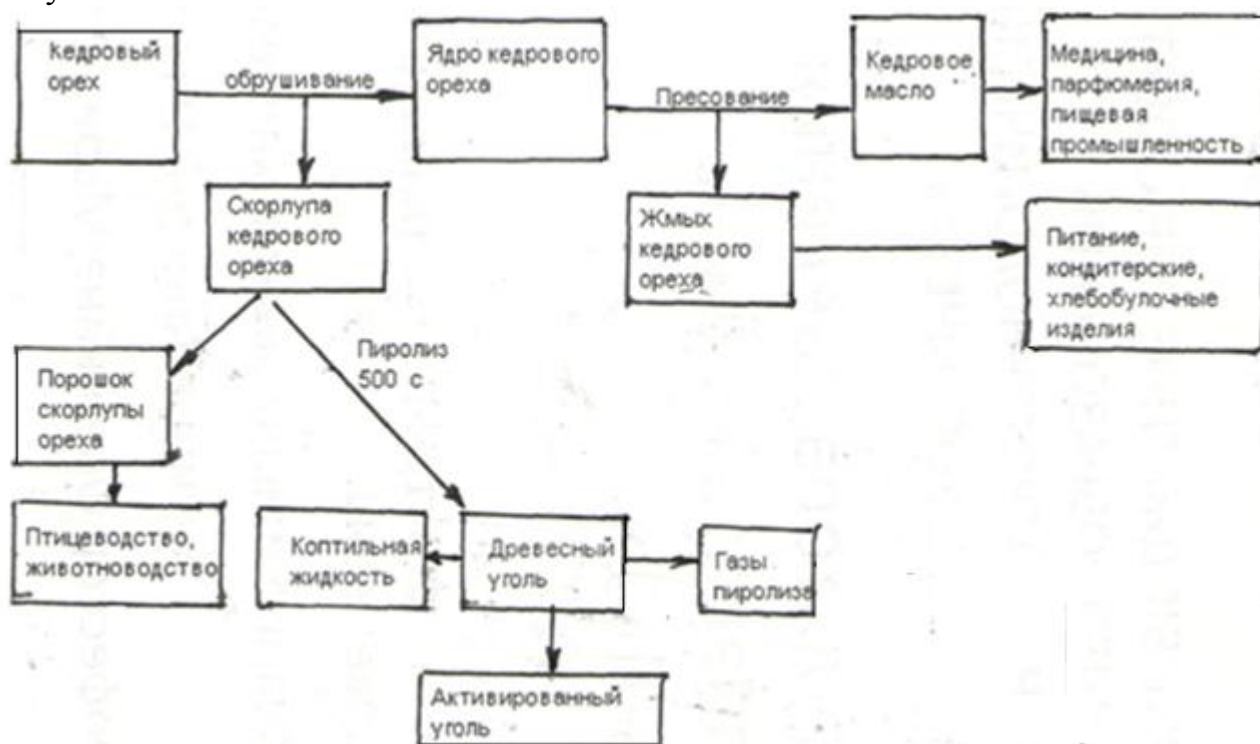 Кедровый
орех
обрушивание
Ядро кедрового
ореха
Пресование
Кедровое
масло
Медицина,
парфюмерия,
пищевая
промышленность
Скорлупа
кедрового
ореха
Жмых
кедрового
ореха
Питание,
кондитерские,
хлебобулочные
изделия
Пиролиз
500 с
Порошок
скорлупы
ореха
Птицеводство,
животноводство
Коптильная
жидкость
Древесный
уголь
Газы
пиролиза
Активированный
уголь